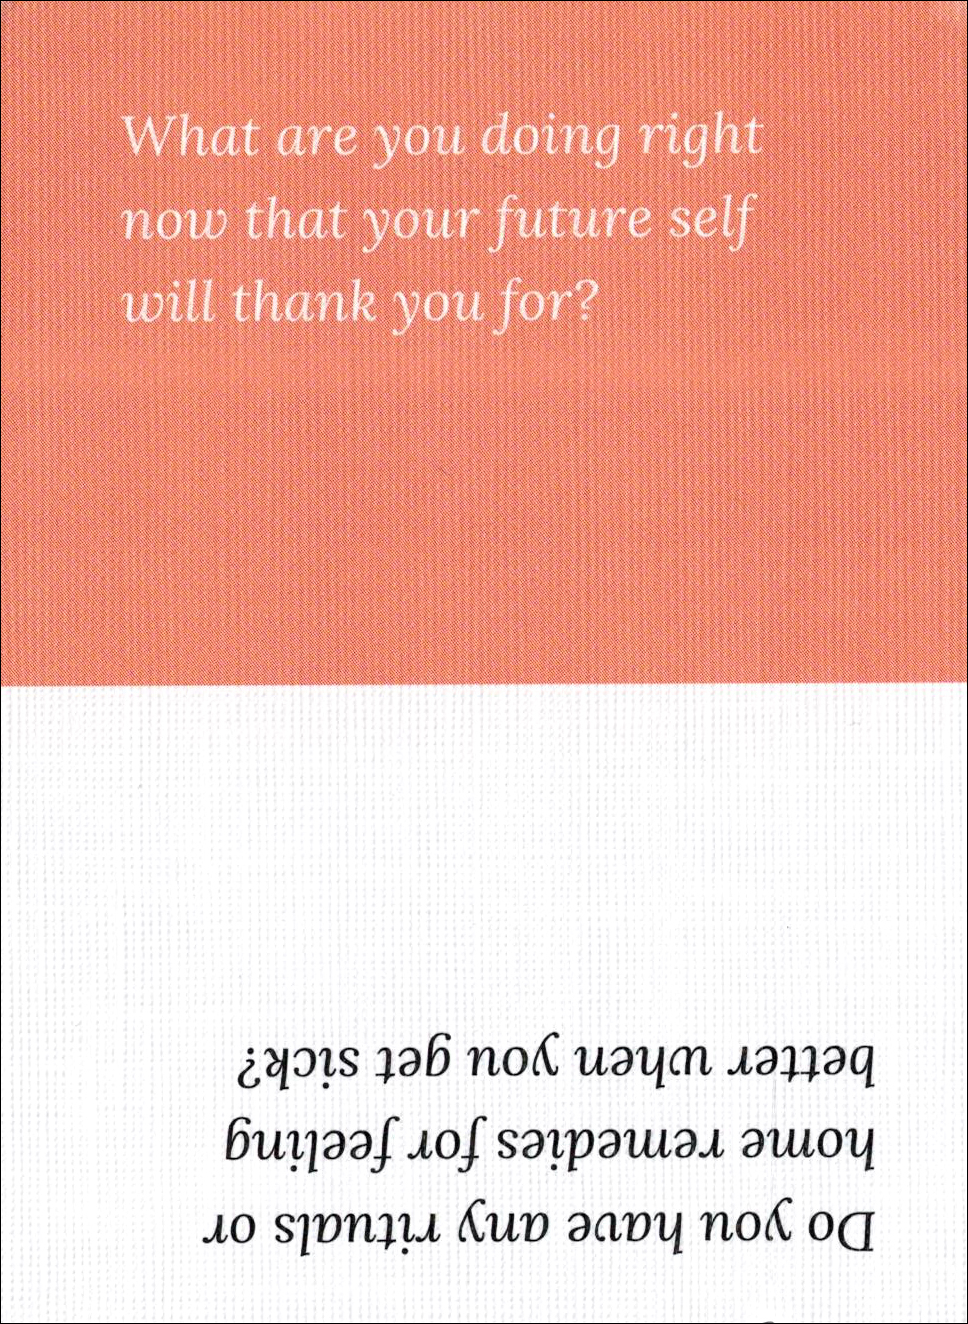 What are you doing right
now that your future self
will thank you for?
Do you have any rituals or
home remedies for feeling
better when you get sick?